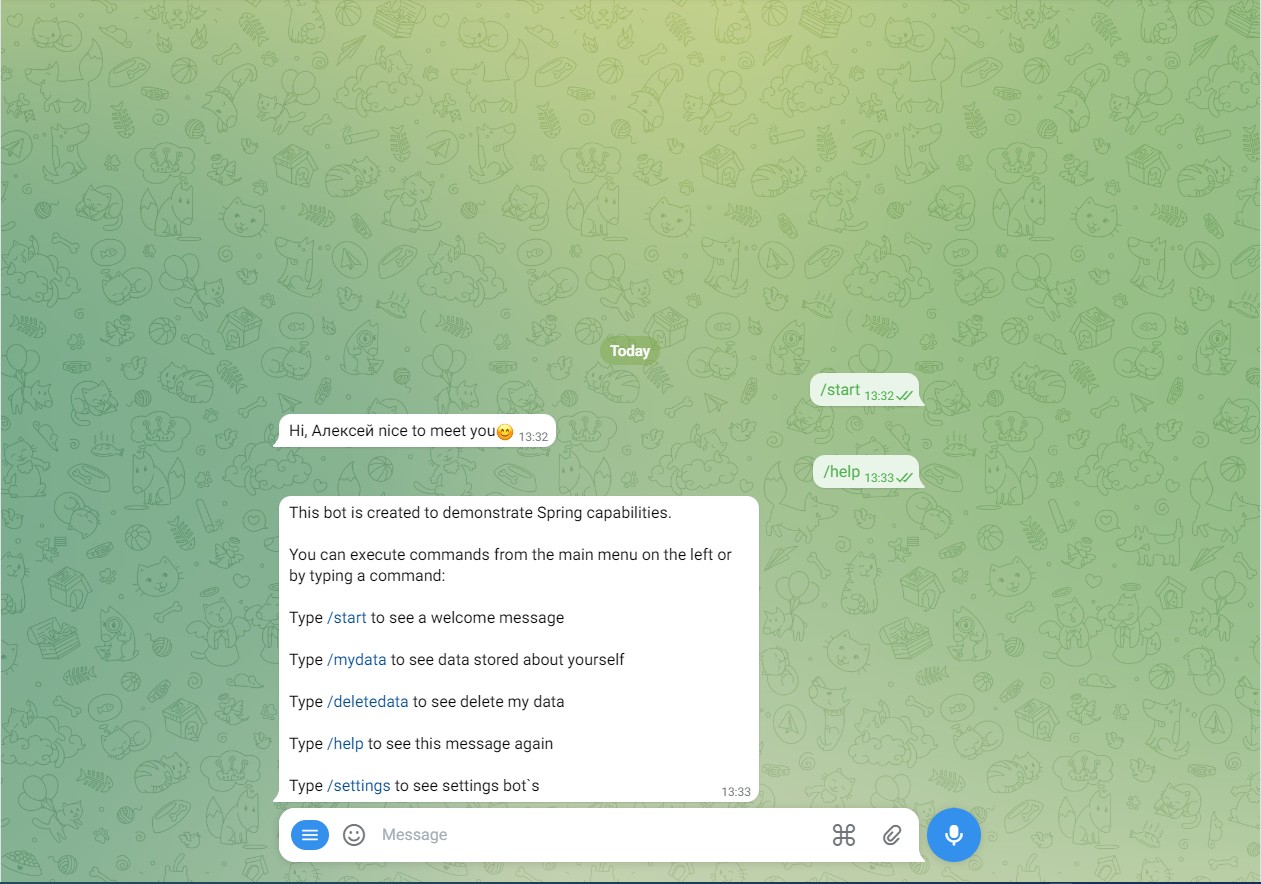 Today
/start 13:32
Hi, Алексей nice to meet you😊 13:32
/help 13:33
This bot is created to demonstrate Spring capabilities.
You can execute commands from the main menu on the left or
by typing a command:
Type /start to see a welcome message
Type /mydata to see data stored about yourself
Type /deletedata to see delete my data
Type /help to see this message again
Type /settings to see settings bot`s 13:33
Message